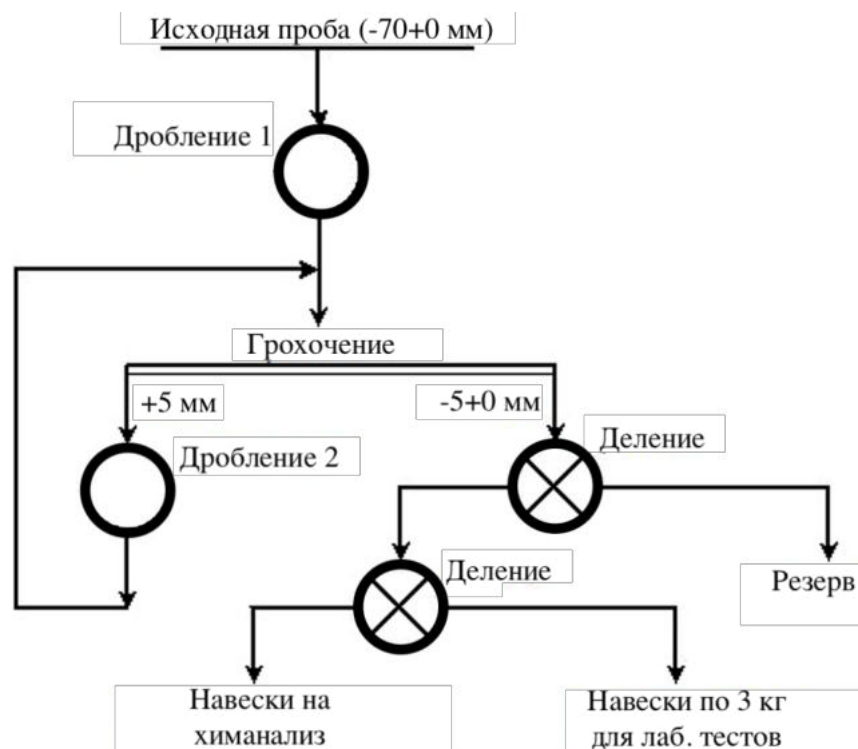 Исходная проба (-70+0 мм)
Дробление 1
Грохочение
+5 мм
-5+0 мм
Деление
Дробление 2
Деление
Резерв
Навески на
химанализ
Навески по 3 кг
для лаб. тестов